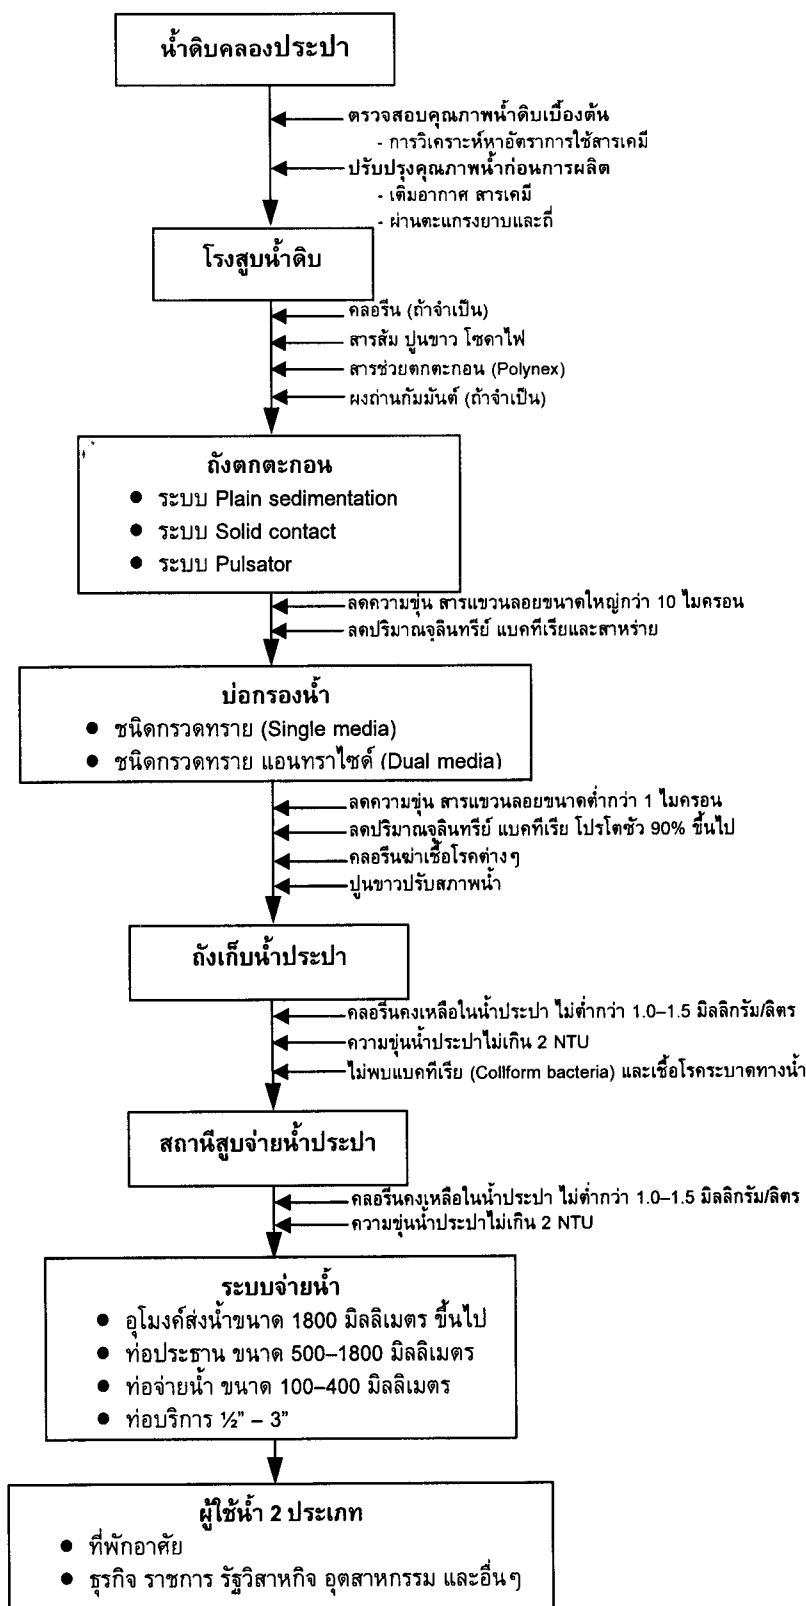 น้ำดิบคลองประปา
ตรวจสอบคุณภาพน้ำดิบเบื้องต้น
- การวิเคราะห์หาอัตราการใช้สารเคมี
ปรับปรุงคุณภาพน้ำก่อนการผลิต
- เติมอากาศ สารเคมี
- ผ่านตะแกรงยาบและถี่
โรงสูบน้ำดิบ
คลอรีน (ถ้าจำเป็น)
สารส้ม ปูนขาว โซดาไฟ
สารช่วยตกตะกอน (Polynex)
ผงถ่านกัมมันต์ (ถ้าจำเป็น)
ถังตกตะกอน
● ระบบ Plain sedimentation
● ระบบ Solid contact
● ระบบ Pulsator
ลดความขุ่น สารแขวนลอยขนาดใหญ่กว่า 10 ไมครอน
ลดปริมาณจุลินทรีย์ แบคทีเรียและสาหร่าย
บ่อกรองน้ำ
● ชนิดกรวดทราย (Single media)
● ชนิดกรวดทราย แอนทราไซด์ (Dual media)
ลดความขุ่น สารแขวนลอยขนาดต่ำกว่า 1 ไมครอน
ลดปริมาณจุลินทรีย์ แบคทีเรีย โปรโตซัว 90% ขึ้นไป
คลอรีนฆ่าเชื้อโรคต่างๆ
ปูนขาวปรับสภาพน้ำ
ถังเก็บน้ำประปา
คลอรีนคงเหลือในน้ำประปา ไม่ต่ำกว่า 1.0–1.5 มิลลิกรัม/ลิตร
ความขุ่นน้ำประปาไม่เกิน 2 NTU
ไม่พบแบคทีเรีย (Collform bacteria) และเชื้อโรคระบาดทางน้ำ
สถานีสูบจ่ายน้ำประปา
คลอรีนคงเหลือในน้ำประปา ไม่ต่ำกว่า 1.0–1.5 มิลลิกรัม/ลิตร
ความขุ่นน้ำประปาไม่เกิน 2 NTU
ระบบจ่ายน้ำ
● อุโมงค์ส่งน้ำขนาด 1800 มิลลิเมตร ขึ้นไป
● ท่อประธาน ขนาด 500–1800 มิลลิเมตร
● ท่อจ่ายน้ำ ขนาด 100–400 มิลลิเมตร
● ท่อบริการ ½” – 3”
ผู้ใช้น้ำ 2 ประเภท
● ที่พักอาศัย
● ธุรกิจ ราชการ รัฐวิสาหกิจ อุตสาหกรรม และอื่นๆ